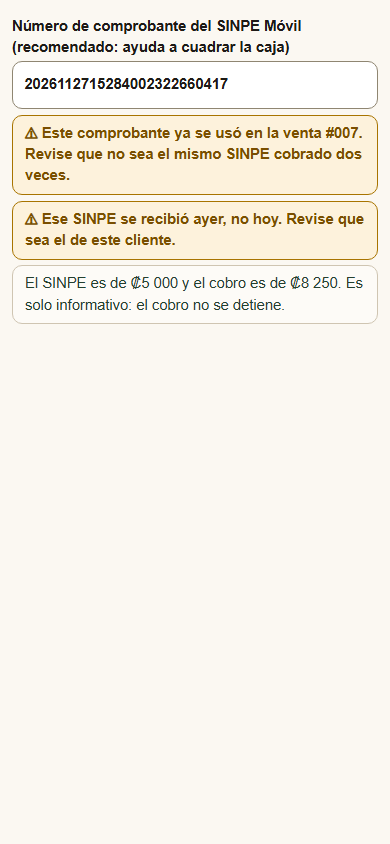 Número de comprobante del SINPE Móvil
(recomendado: ayuda a cuadrar la caja)
2026112715284002322660417
⚠ Este comprobante ya se usó en la venta #007.
Revise que no sea el mismo SINPE cobrado dos
veces.
⚠ Ese SINPE se recibió ayer, no hoy. Revise que
sea el de este cliente.
El SINPE es de ₡5 000 y el cobro es de ₡8 250. Es
solo informativo: el cobro no se detiene.